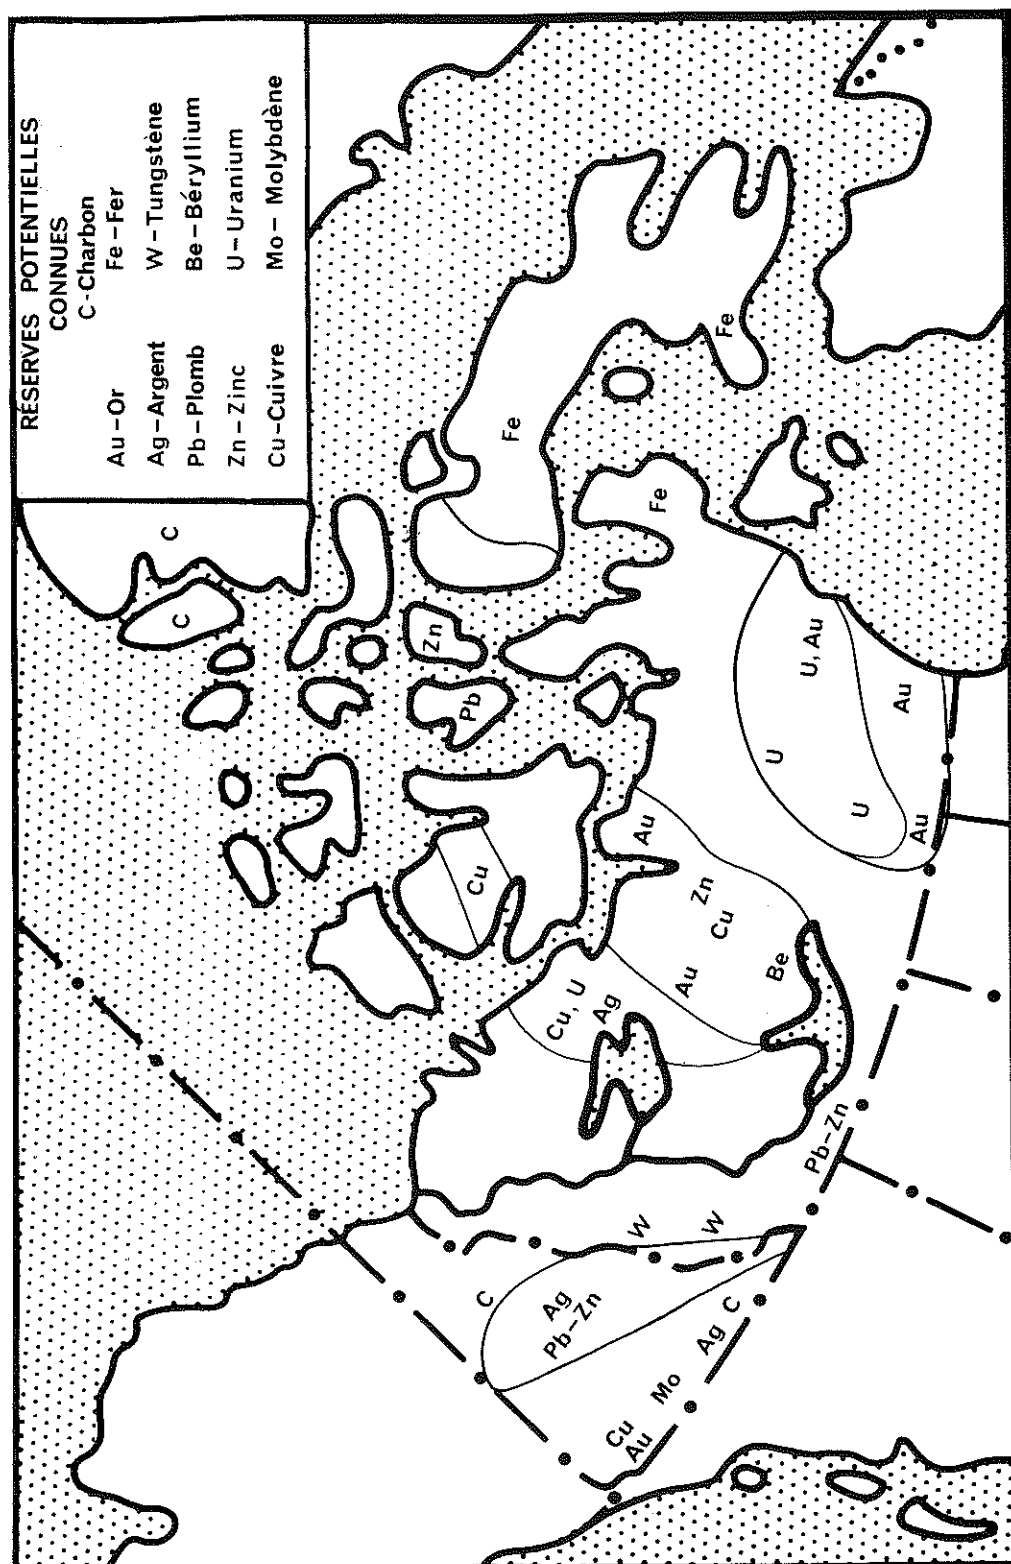 RÉSERVES POTENTIELLES
CONNUES
C-Charbon
Au-Or Fe-Fer
Ag-Argent W-Tungstène
Pb-Plomb Be-Béryllium
Zn-Zinc U-Uranium
Cu-Cuivre Mo-Molybdène
C
C
Zn
Pb
Fe
Fe
Fe
Cu
Au
Zn
Cu
Au
Be
Cu, U
Ag
U, Au
Au
U
U
Au
Pb-Zn
W
W
C
Ag
Pb-Zn
Ag C
Mo
Cu
Au